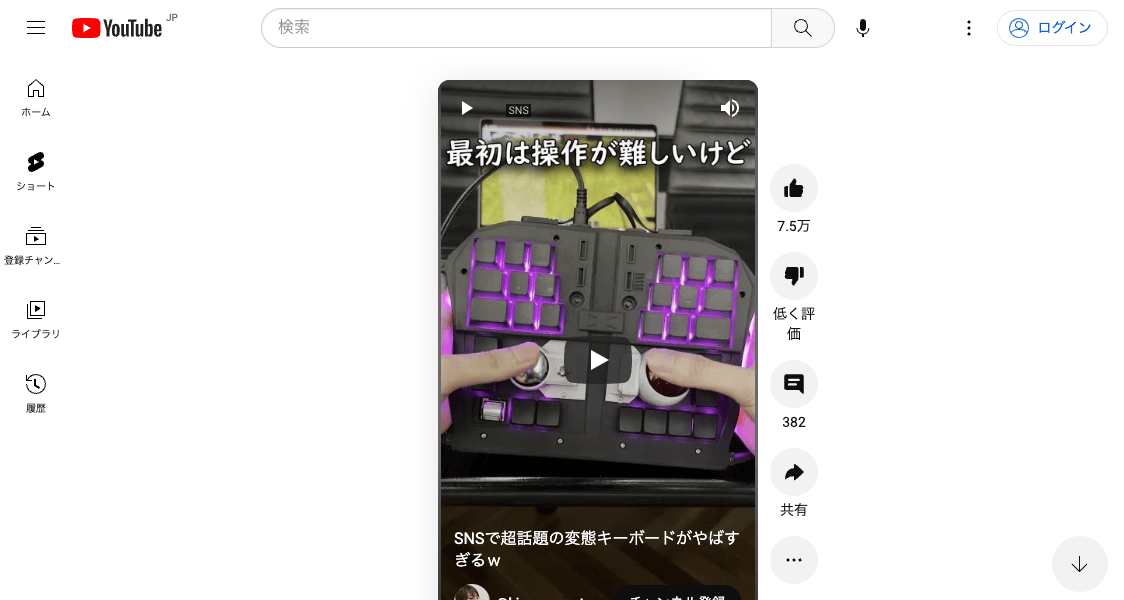 YouTube JP
検索
ログイン
ホーム
ショート
登録チャン...
ライブラリ
履歴
SNS
最初は操作が難しいけど
7.5万
低く評
価
382
共有
SNSで超話題の変態キーボードがやばす
ぎるｗ
チャンネル登録